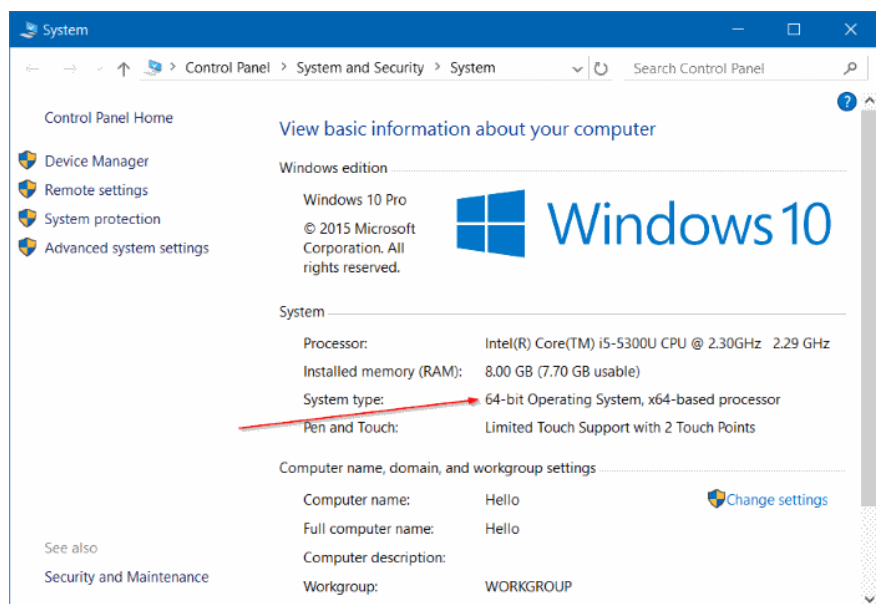 System
Control Panel > System and Security > System
Search Control Panel
Control Panel Home
Device Manager
Remote settings
System protection
Advanced system settings
See also
Security and Maintenance
?
View basic information about your computer
Windows edition
Windows 10 Pro
© 2015 Microsoft
Corporation. All
rights reserved.
Windows 10
System
Processor: Intel(R) Core(TM) i5-5300U CPU @ 2.30GHz 2.29 GHz
Installed memory (RAM): 8.00 GB (7.70 GB usable)
System type: 64-bit Operating System, x64-based processor
Pen and Touch: Limited Touch Support with 2 Touch Points
Computer name, domain, and workgroup settings
Computer name: Hello
Change settings
Full computer name: Hello
Computer description:
Workgroup: WORKGROUP